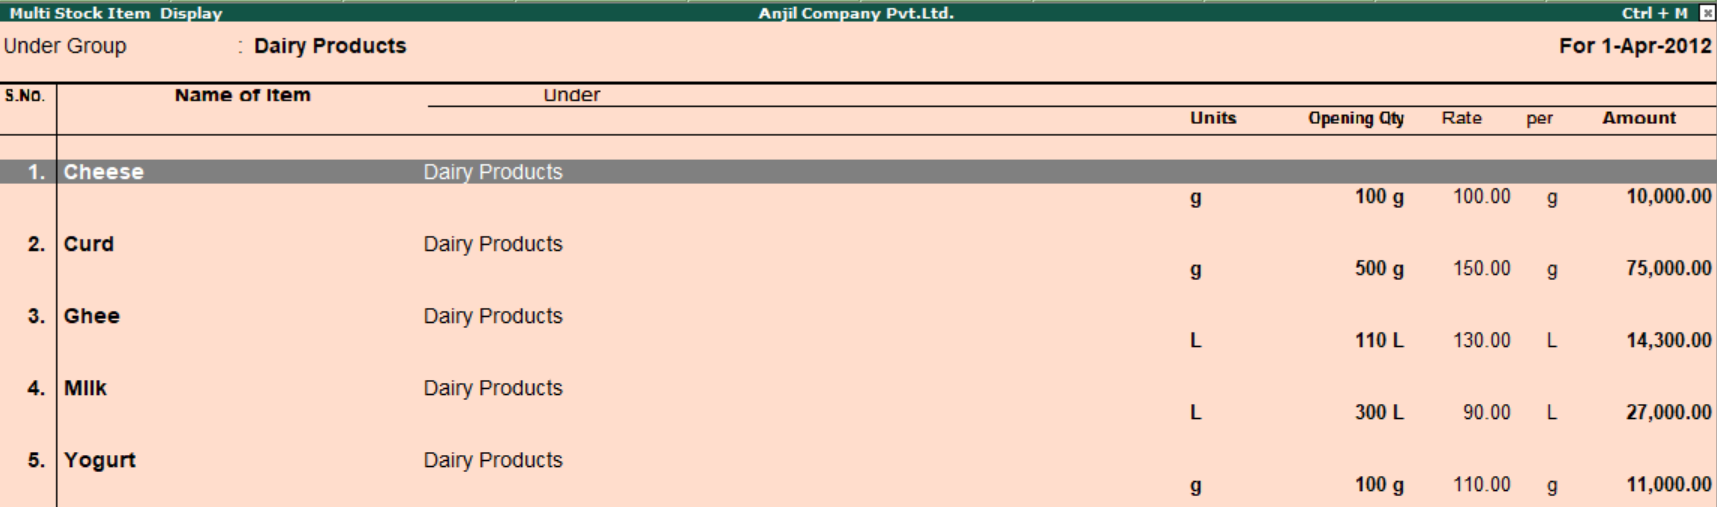 Multi Stock Item Display Anjil Company Pvt.Ltd. Ctrl + M
Under Group : Dairy Products For 1-Apr-2012
S.No. Name of Item Under
Units Opening Qty Rate per Amount
1. Cheese Dairy Products
g 100 g 100.00 g 10,000.00
2. Curd Dairy Products
g 500 g 150.00 g 75,000.00
3. Ghee Dairy Products
L 110 L 130.00 L 14,300.00
4. MIlk Dairy Products
L 300 L 90.00 L 27,000.00
5. Yogurt Dairy Products
g 100 g 110.00 g 11,000.00